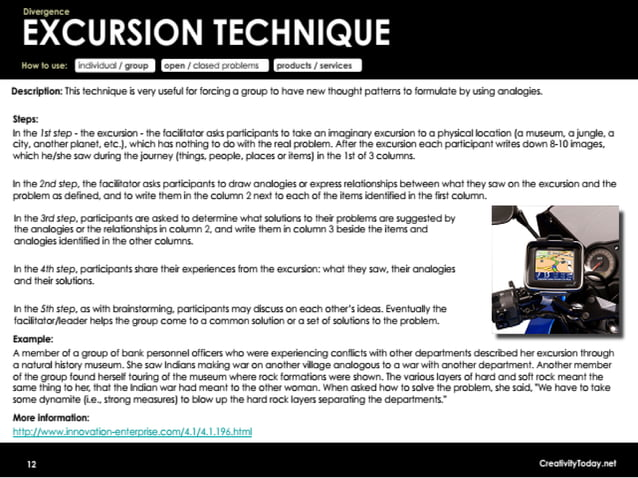 Divergence
EXCURSION TECHNIQUE
How to use: individual / group open / closed problems products / services
Description: This technique is very useful for forcing a group to have new thought patterns to formulate by using analogies.
Steps:
In the 1st step - the excursion - the facilitator asks participants to take an imaginary excursion to a physical location (a museum, a jungle, a
city, another planet, etc.), which has nothing to do with the real problem. After the excursion each participant writes down 8-10 images,
which he/she saw during the journey (things, people, places or items) in the 1st of 3 columns.
In the 2nd step, the facilitator asks participants to draw analogies or express relationships between what they saw on the excursion and the
problem as defined, and to write them in the column 2 next to each of the items identified in the first column.
In the 3rd step, participants are asked to determine what solutions to their problems are suggested by
the analogies or the relationships in column 2, and write them in column 3 beside the items and
analogies identified in the other columns.
In the 4th step, participants share their experiences from the excursion: what they saw, their analogies
and their solutions.
In the 5th step, as with brainstorming, participants may discuss on each other's ideas. Eventually the
facilitator/leader helps the group come to a common solution or a set of solutions to the problem.
Example:
A member of a group of bank personnel officers who were experiencing conflicts with other departments described her excursion through
a natural history museum. She saw Indians making war on another village analogous to a war with another department. Another member
of the group found herself touring of the museum where rock formations were shown. The various layers of hard and soft rock meant the
same thing to her, that the Indian war had meant to the other woman. When asked how to solve the problem, she said, "We have to take
some dynamite (i.e., strong measures) to blow up the hard rock layers separating the departments."
More information:
http://www.innovation-enterprise.com/4.1/4.1.196.html
12
CreativityToday.net